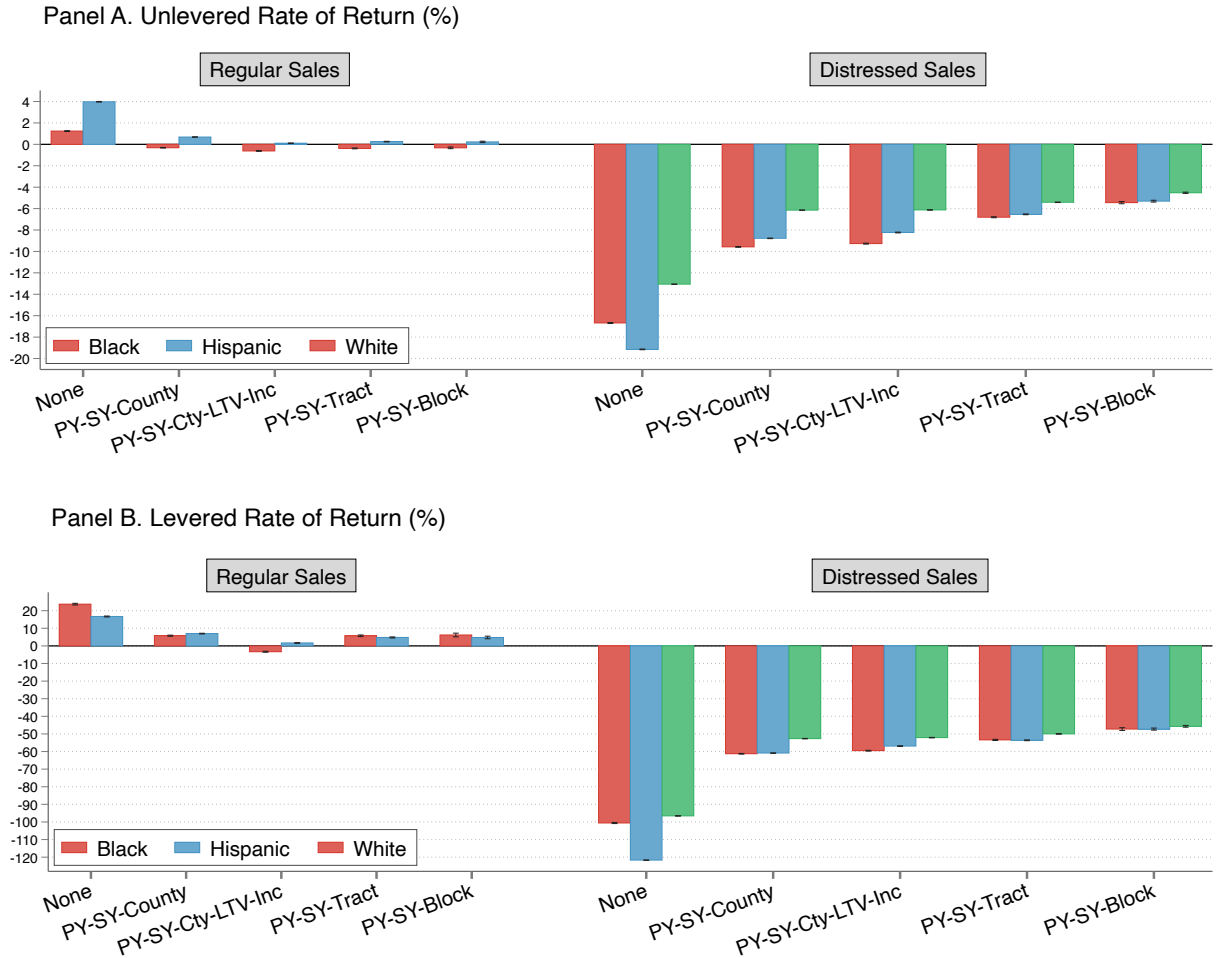 Panel A. Unlevered Rate of Return (%)
Regular Sales
Distressed Sales
4
2
0
-2
-4
-6
-8
-10
-12
-14
-16
-18
-20
Black Hispanic White
None PY-SY-County PY-SY-Cty-LTV-Inc PY-SY-Tract PY-SY-Block None PY-SY-County PY-SY-Cty-LTV-Inc PY-SY-Tract PY-SY-Block
Panel B. Levered Rate of Return (%)
Regular Sales
Distressed Sales
20
10
0
-10
-20
-30
-40
-50
-60
-70
-80
-90
-100
-110
-120
Black Hispanic White
None PY-SY-County PY-SY-Cty-LTV-Inc PY-SY-Tract PY-SY-Block None PY-SY-County PY-SY-Cty-LTV-Inc PY-SY-Tract PY-SY-Block